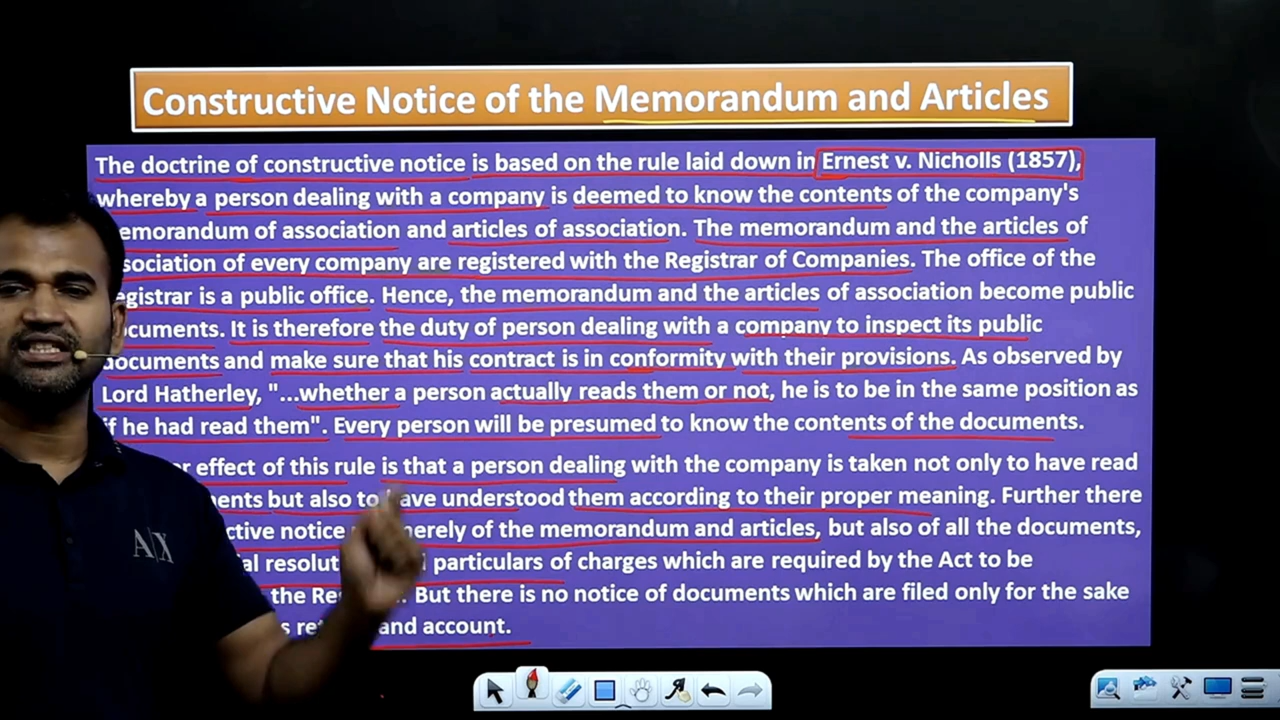 Constructive Notice of the Memorandum and Articles
The doctrine of constructive notice is based on the rule laid down in Ernest v. Nicholls (1857),
whereby a person dealing with a company is deemed to know the contents of the company's
emorandum of association and articles of association. The memorandum and the articles of
sociation of every company are registered with the Registrar of Companies. The office of the
egistrar is a public office. Hence, the memorandum and the articles of association become public
cuments. It is therefore the duty of person dealing with a company to inspect its public
documents and make sure that his contract is in conformity with their provisions. As observed by
Lord Hatherley, "...whether a person actually reads them or not, he is to be in the same position as
if he had read them". Every person will be presumed to know the contents of the documents.
r effect of this rule is that a person dealing with the company is taken not only to have read
ents but also to have understood them according to their proper meaning. Further there
ctive notice merely of the memorandum and articles, but also of all the documents,
al resolut particulars of charges which are required by the Act to be
the Re. But there is no notice of documents which are filed only for the sake
s re and account.
A|X